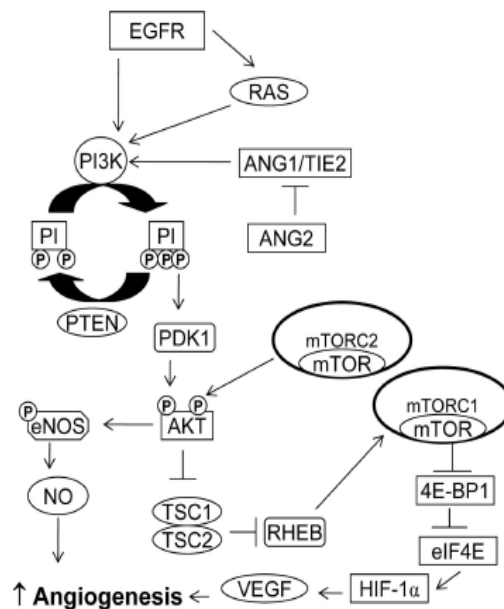 EGFR
RAS
PI3K
ANG1/TIE2
PI
PI
P P
P P P
ANG2
PTEN
PDK1
mTORC2
mTOR
P P
AKT
P
eNOS
mTORC1
mTOR
NO
TSC1
TSC2
RHEB
4E-BP1
eIF4E
↑ Angiogenesis
VEGF
HIF-1α